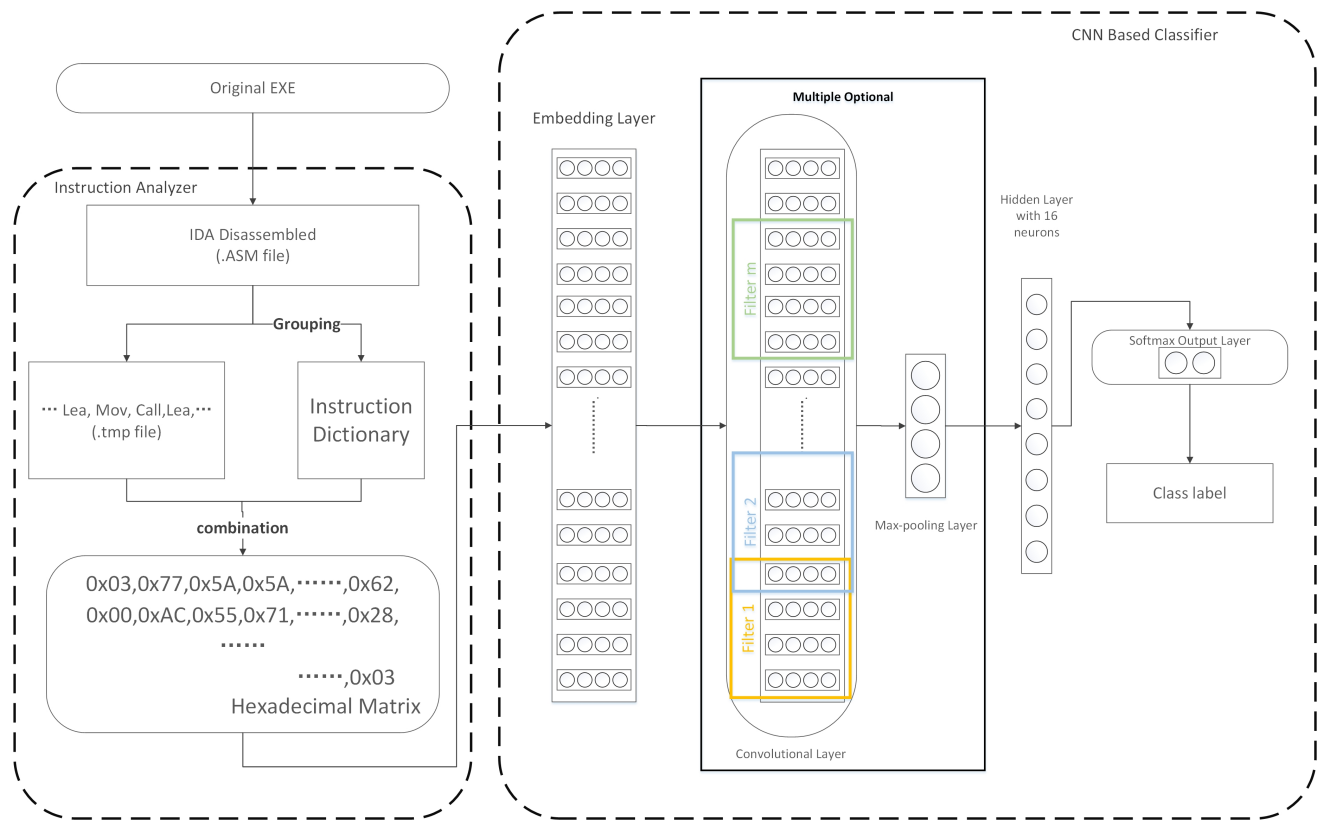 CNN Based Classifier
Original EXE
Multiple Optional
Embedding Layer
Instruction Analyzer
Hidden Layer
with 16
neurons
IDA Disassembled
(.ASM file)
Filter m
Grouping
Softmax Output Layer
··· Lea, Mov, Call,Lea,···
(.tmp file)
Instruction
Dictionary
Class label
Filter 2
Max-pooling Layer
combination
0x03,0x77,0x5A,0x5A,······,0x62,
0x00,0xAC,0x55,0x71,······,0x28,
······
······,0x03
Hexadecimal Matrix
Filter 1
Convolutional Layer